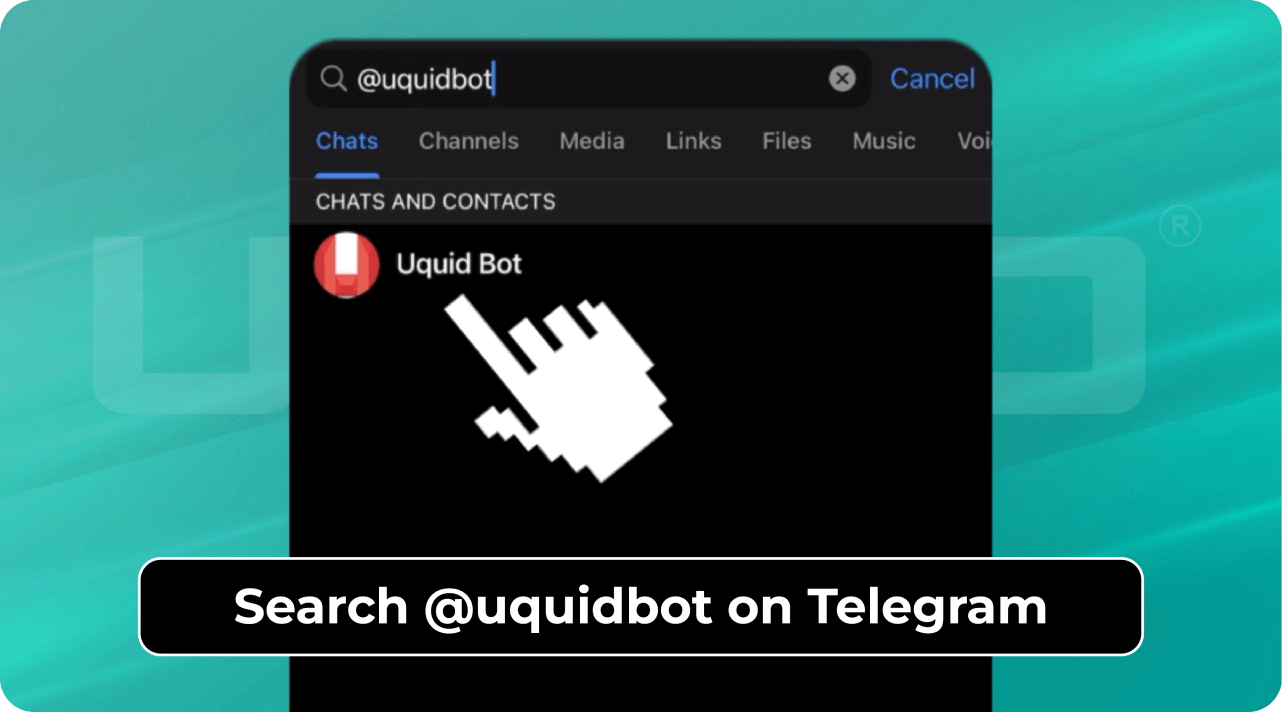 @uquidbot
Cancel
Chats Channels Media Links Files Music Voi
CHATS AND CONTACTS
Uquid Bot
®
Search @uquidbot on Telegram